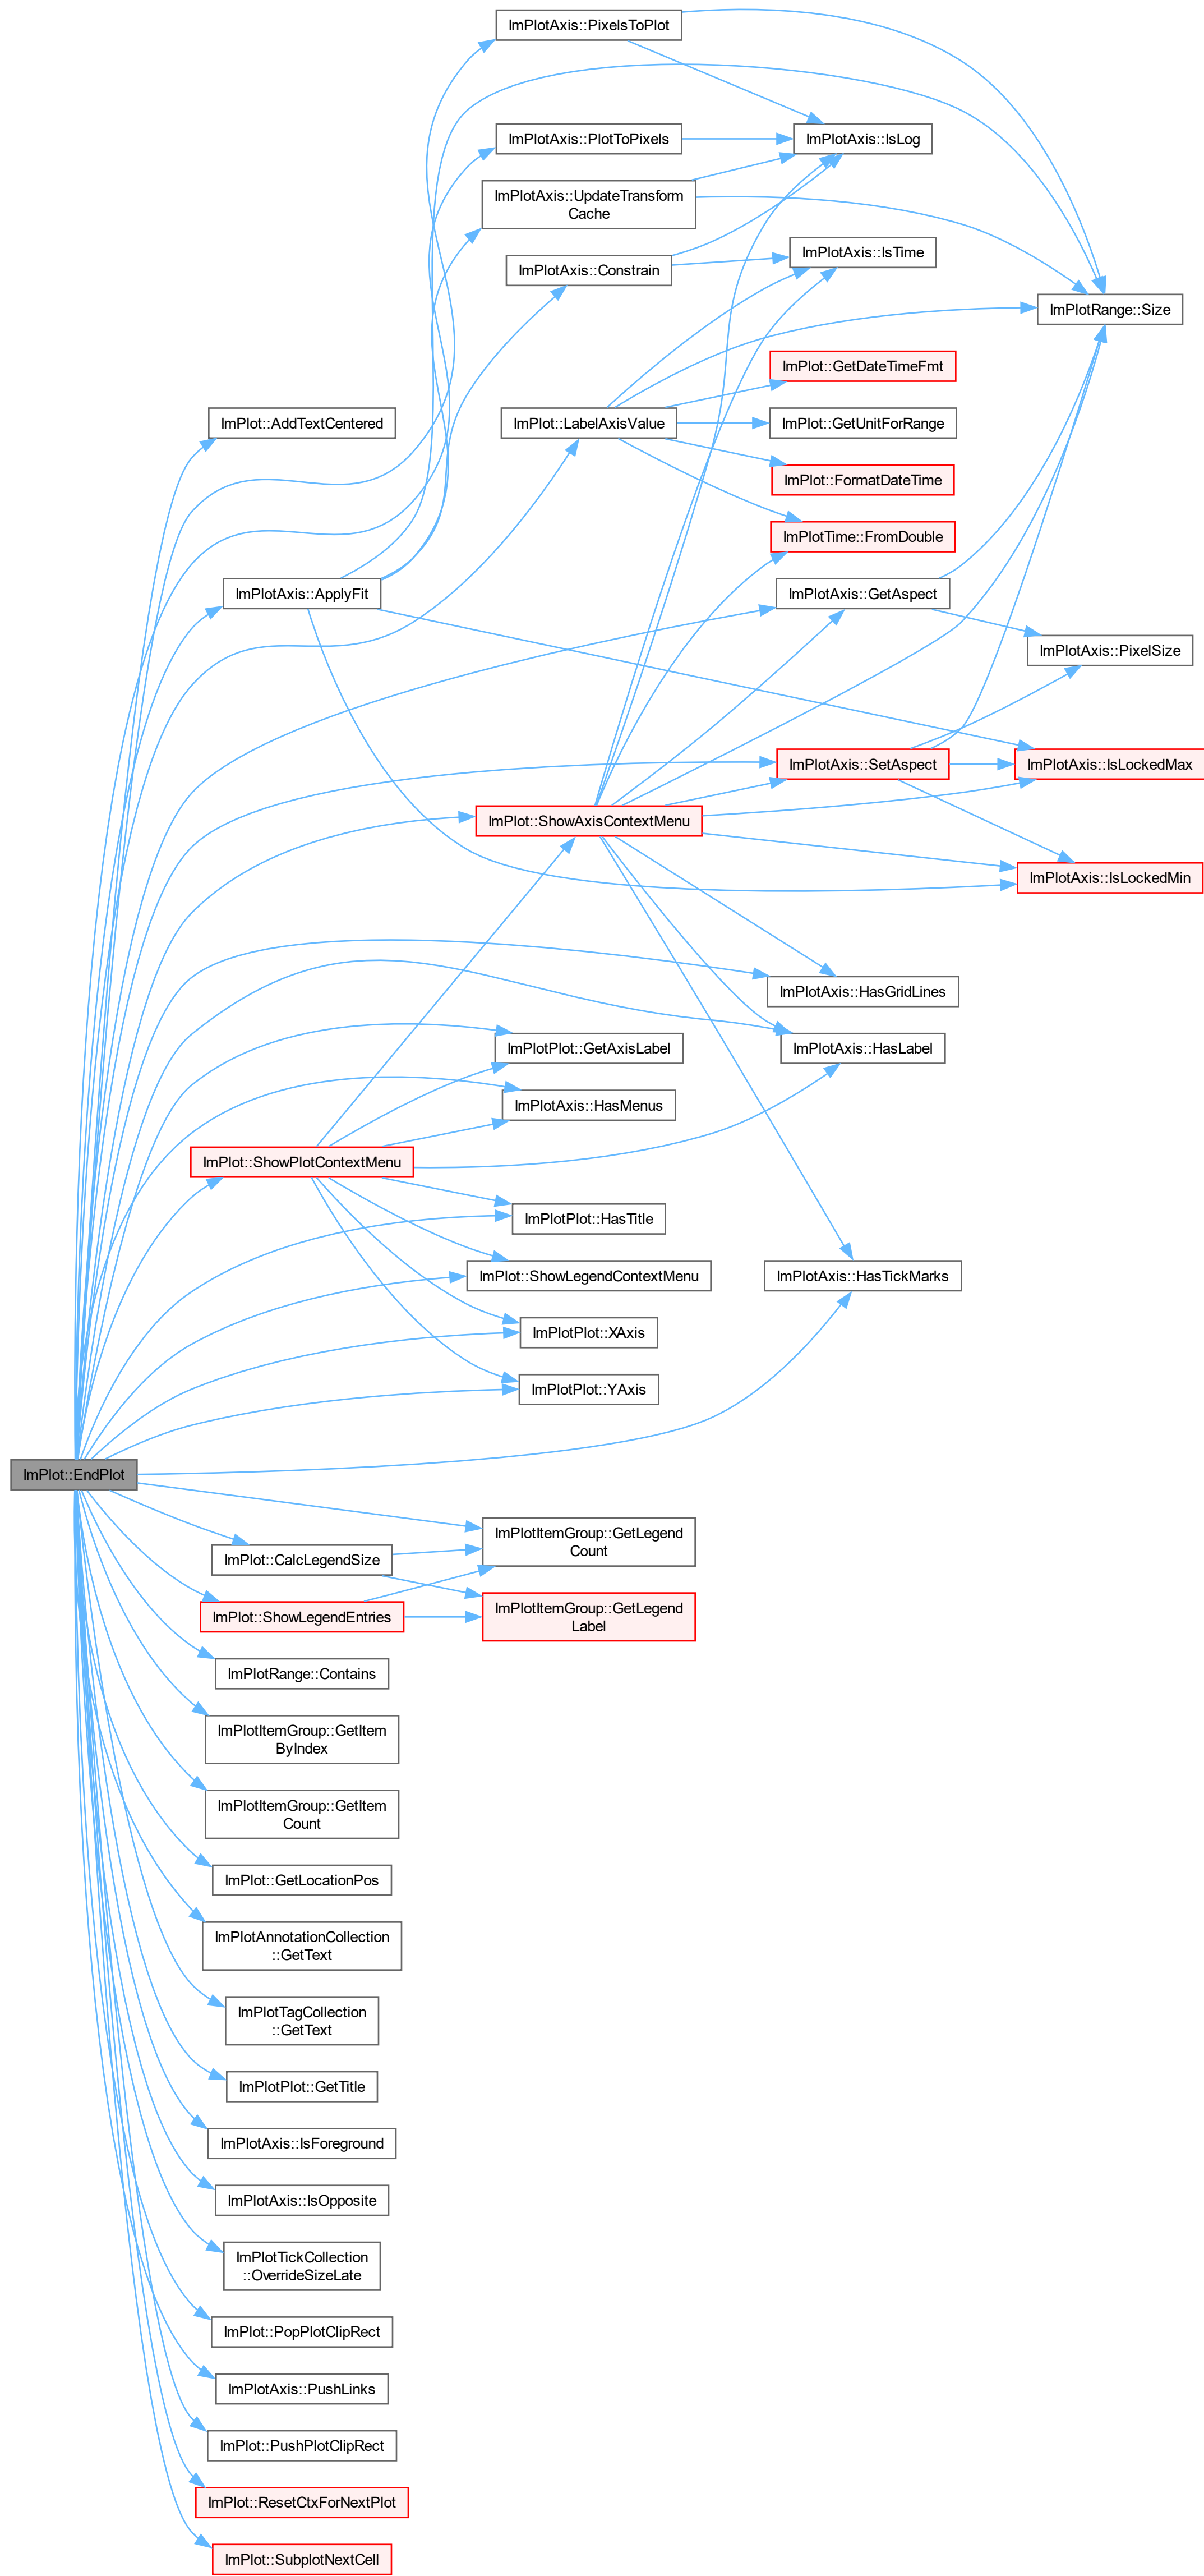 ImPlotAxis::PixelsToPlot
ImPlotAxis::PlotToPixels
ImPlotAxis::IsLog
ImPlotAxis::UpdateTransform
Cache
ImPlotAxis::IsTime
ImPlotAxis::Constrain
ImPlotRange::Size
ImPlot::GetDateTimeFmt
ImPlot::AddTextCentered
ImPlot::LabelAxisValue
ImPlot::GetUnitForRange
ImPlot::FormatDateTime
ImPlotTime::FromDouble
ImPlotAxis::ApplyFit
ImPlotAxis::GetAspect
ImPlotAxis::PixelSize
ImPlotAxis::SetAspect
ImPlotAxis::IsLockedMax
ImPlot::ShowAxisContextMenu
ImPlotAxis::IsLockedMin
ImPlotAxis::HasGridLines
ImPlotPlot::GetAxisLabel
ImPlotAxis::HasLabel
ImPlotAxis::HasMenus
ImPlot::ShowPlotContextMenu
ImPlotPlot::HasTitle
ImPlot::ShowLegendContextMenu
ImPlotAxis::HasTickMarks
ImPlotPlot::XAxis
ImPlotPlot::YAxis
ImPlot::EndPlot
ImPlotItemGroup::GetLegend
Count
ImPlot::CalcLegendSize
ImPlotItemGroup::GetLegend
Label
ImPlot::ShowLegendEntries
ImPlotRange::Contains
ImPlotItemGroup::GetItem
ByIndex
ImPlotItemGroup::GetItem
Count
ImPlot::GetLocationPos
ImPlotAnnotationCollection
::GetText
ImPlotTagCollection
::GetText
ImPlotPlot::GetTitle
ImPlotAxis::IsForeground
ImPlotAxis::IsOpposite
ImPlotTickCollection
::OverrideSizeLate
ImPlot::PopPlotClipRect
ImPlotAxis::PushLinks
ImPlot::PushPlotClipRect
ImPlot::ResetCtxForNextPlot
ImPlot::SubplotNextCell